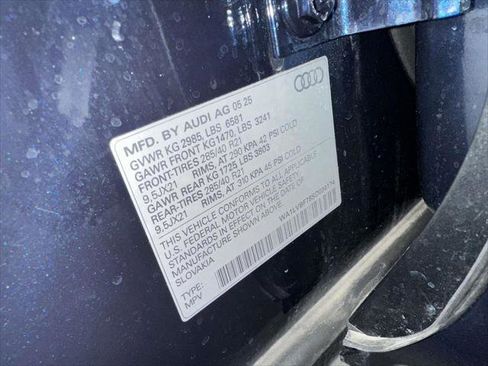 MFD. BY AUDI AG 05 25
GVWR KG 2985, LBS 6581
GAWR FRONT KG1470, LBS 3241
FRONT-TIRES 285/40 R21
9,5JX21 RIMS, AT 290 KPA 42 PSI COLD
GAWR REAR KG 1725 LBS 3803
REAR-TIRES 285/40 R21
9,5JX21 RIMS, AT 310 KPA 45 PSI COLD
THIS VEHICLE CONFORMS TO ALL APPLICABLE
U.S. FEDERAL MOTOR VEHICLE SAFETY
STANDARDS IN EFFECT ON THE DATE OF
MANUFACTURE SHOWN ABOVE.
SLOVAKIA
TYPE:
MPV